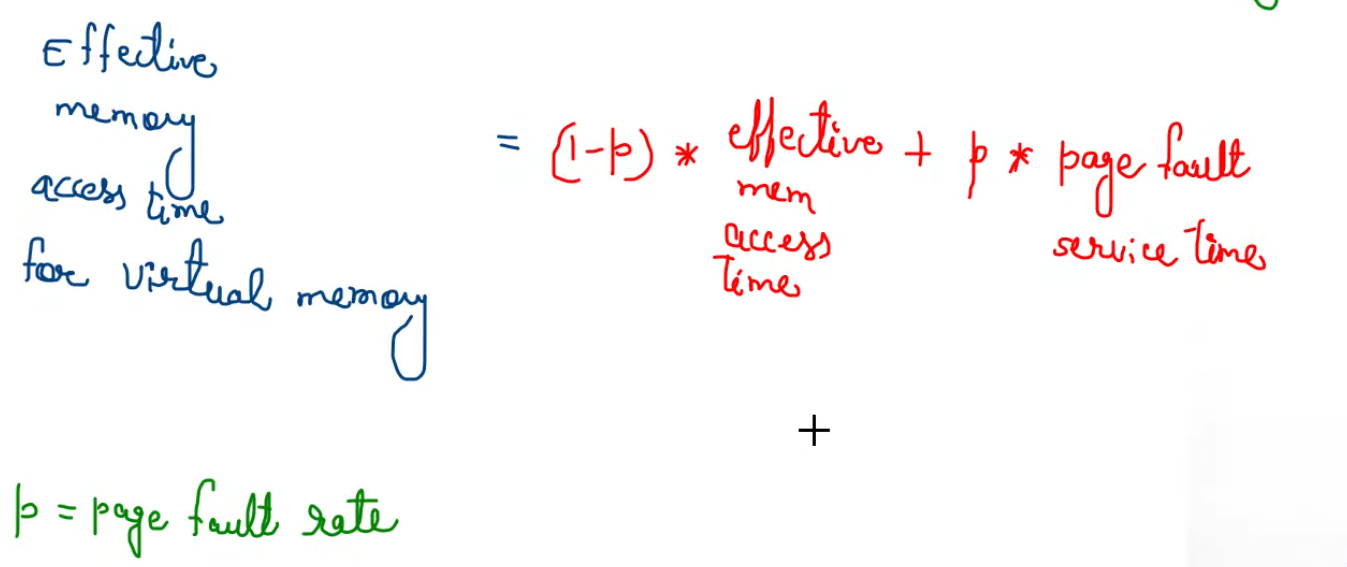 Effective
memory
access time
for virtual memory
= (1-p) * effective + p * page fault
mem
access
time
service time
p = page fault rate